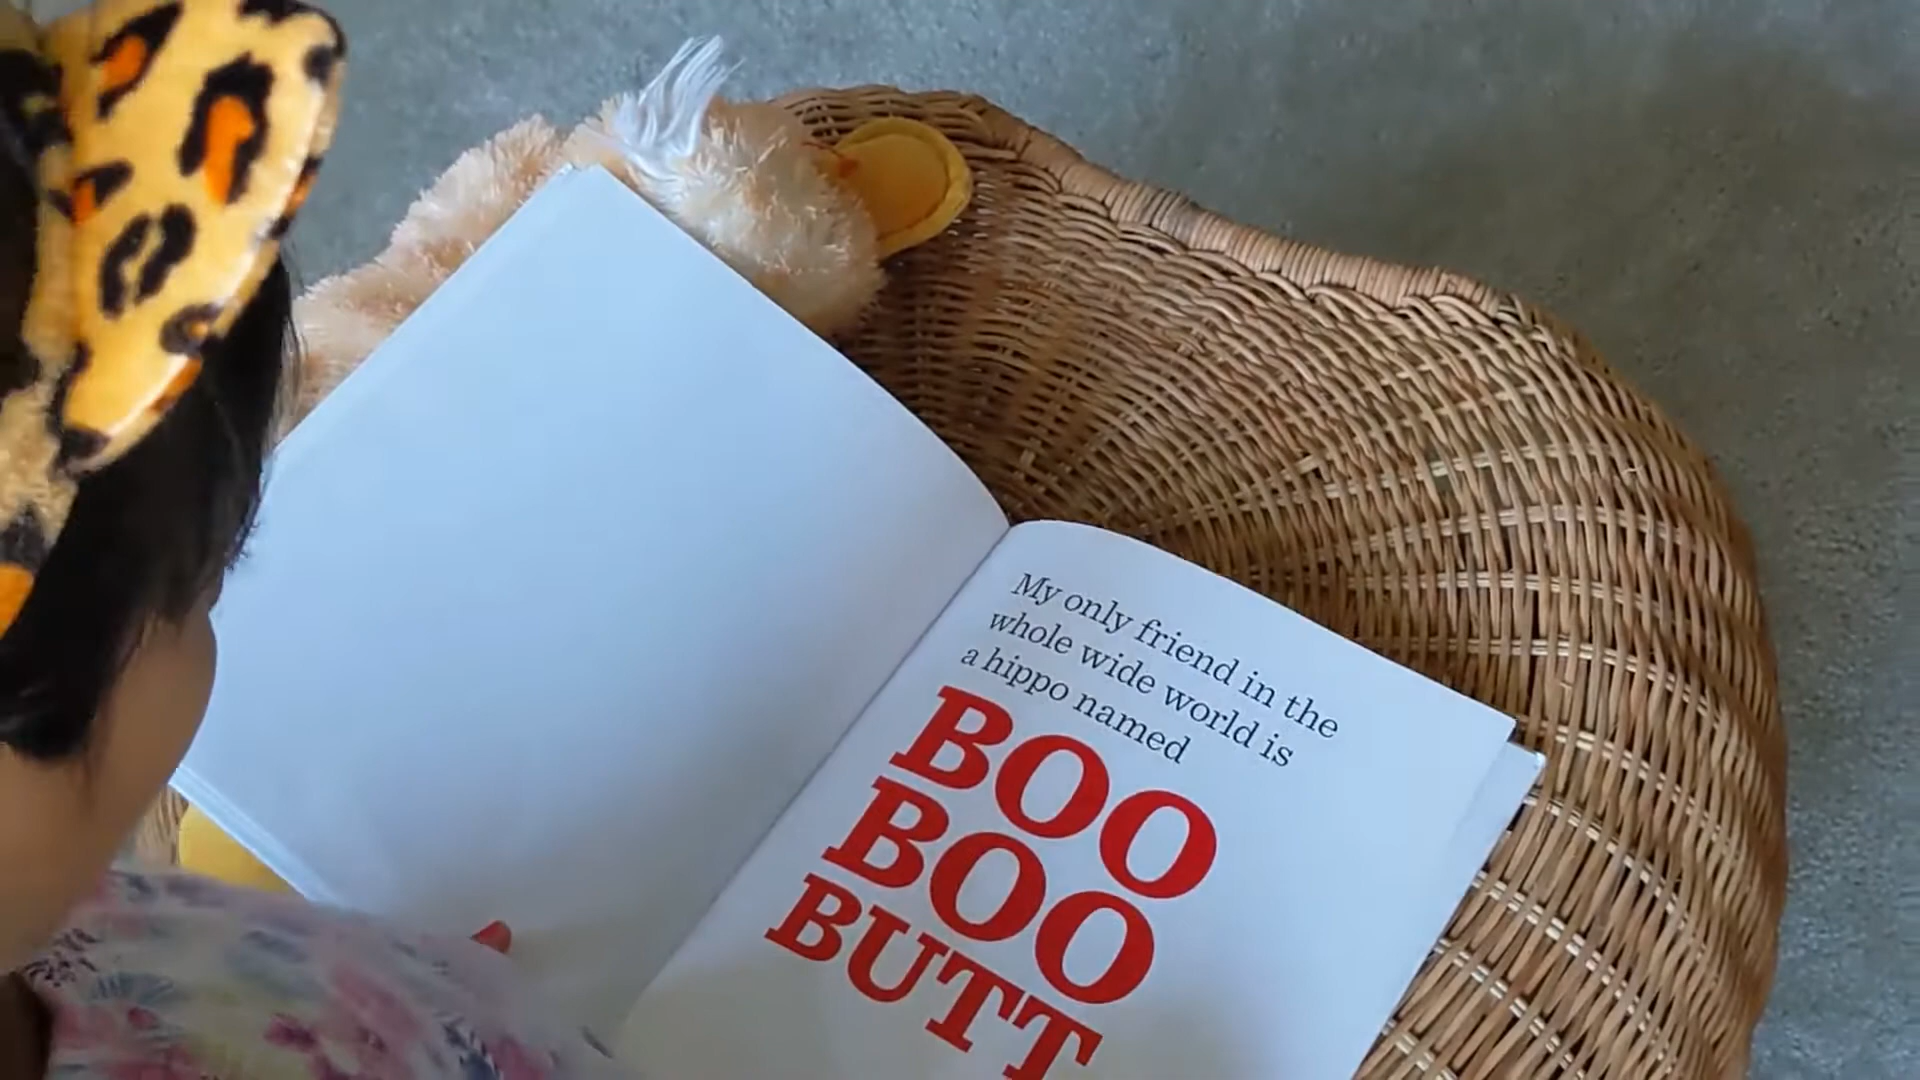 My only friend in the
whole wide world is
a hippo named
BOO
BOO
BUTT